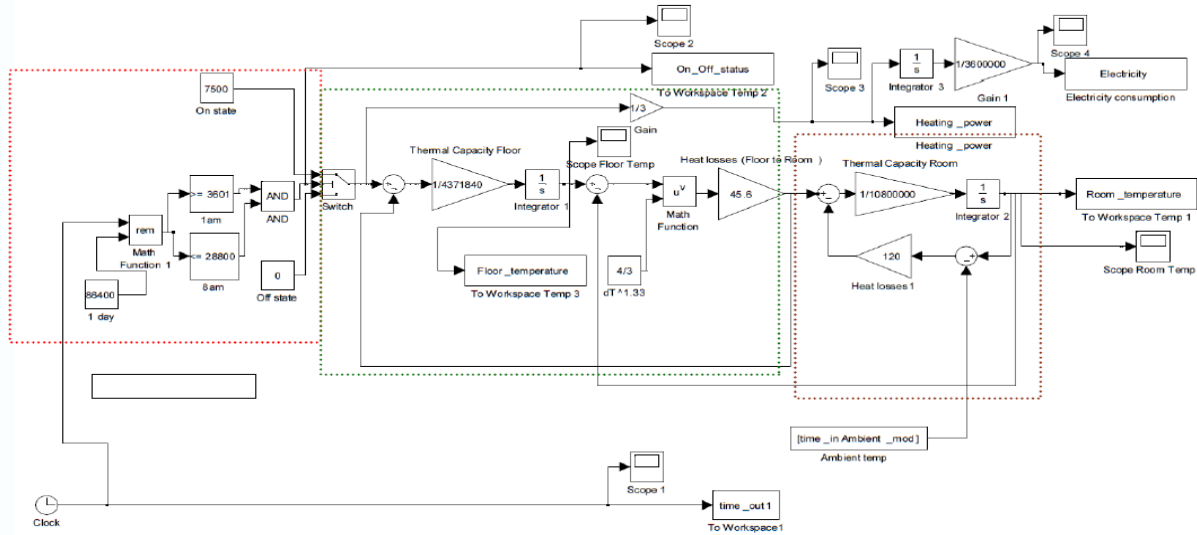 Scope 2
On_Off_status
To Workspace Temp 2
7500
On state
1/3
Gain
Scope 3
1
s
Integrator 3
1/3600000
Gain 1
Scope 4
Electricity
Electricity consumption
Heating _power
Heating _power
Thermal Capacity Floor
Scope Floor Temp
Heat losses (Floor to Room )
Thermal Capacity Room
>= 3601
1am
AND
AND
Switch
1/4371840
1
s
Integrator 1
u^v
Math
Function
45.6
1/10800000
1
s
Integrator 2
Room _temperature
To Workspace Temp 1
rem
Math
Function 1
<= 28800
8am
0
Off state
86400
1 day
Floor _temperature
To Workspace Temp 3
4/3
dT^1.33
120
Heat losses 1
Scope Room Temp
[time _in Ambient _mod ]
Ambient temp
Scope 1
Clock
time _out1
To Workspace1